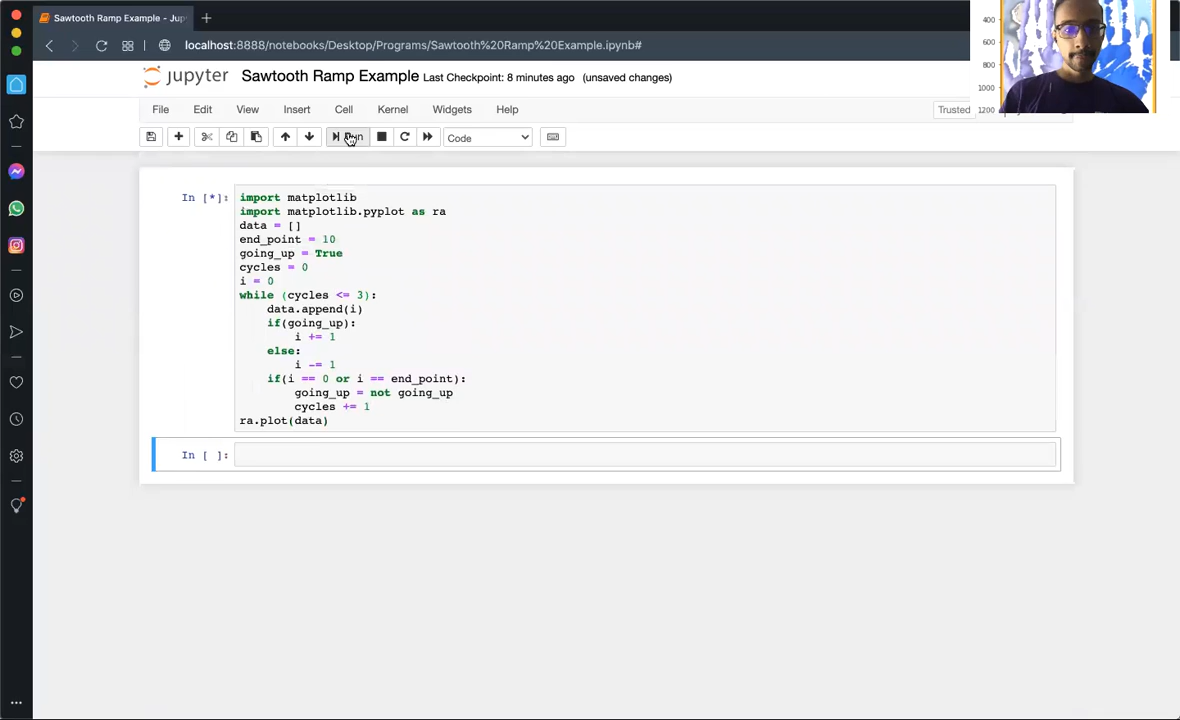 Sawtooth Ramp Example - Jup
localhost:8888/notebooks/Desktop/Programs/Sawtooth%20Ramp%20Example.ipynb#
jupyter Sawtooth Ramp Example Last Checkpoint: 8 minutes ago (unsaved changes)
File Edit View Insert Cell Kernel Widgets Help Trusted
Code
In [*]:
import matplotlib
import matplotlib.pyplot as ra
data = []
end_point = 10
going_up = True
cycles = 0
i = 0
while (cycles <= 3):
    data.append(i)
    if(going_up):
        i += 1
    else:
        i -= 1
    if(i == 0 or i == end_point):
        going_up = not going_up
        cycles += 1
ra.plot(data)
In [ ]:
400
600
800
1000
1200